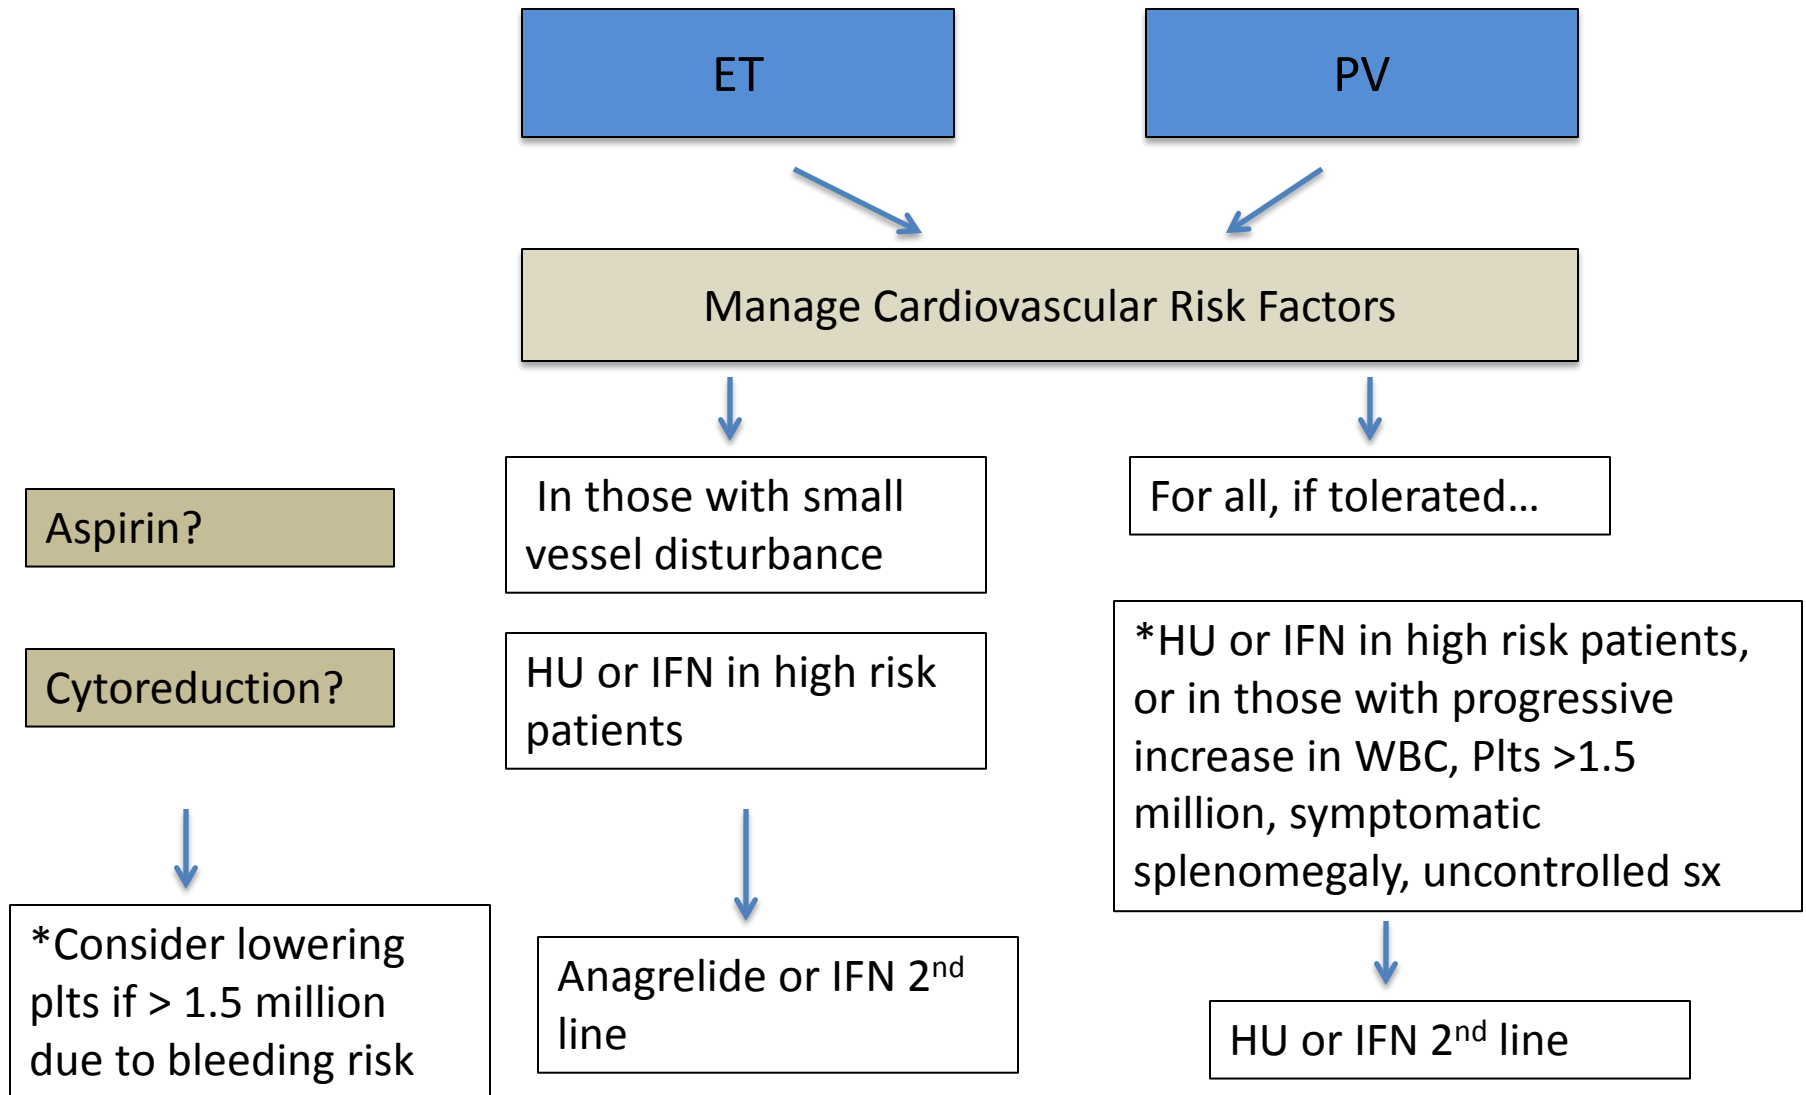 ET
PV
Manage Cardiovascular Risk Factors
Aspirin?
In those with small
vessel disturbance
For all, if tolerated...
Cytoreduction?
HU or IFN in high risk
patients
*HU or IFN in high risk patients,
or in those with progressive
increase in WBC, Plts >1.5
million, symptomatic
splenomegaly, uncontrolled sx
*Consider lowering
plts if > 1.5 million
due to bleeding risk
Anagrelide or IFN 2nd
line
HU or IFN 2nd line